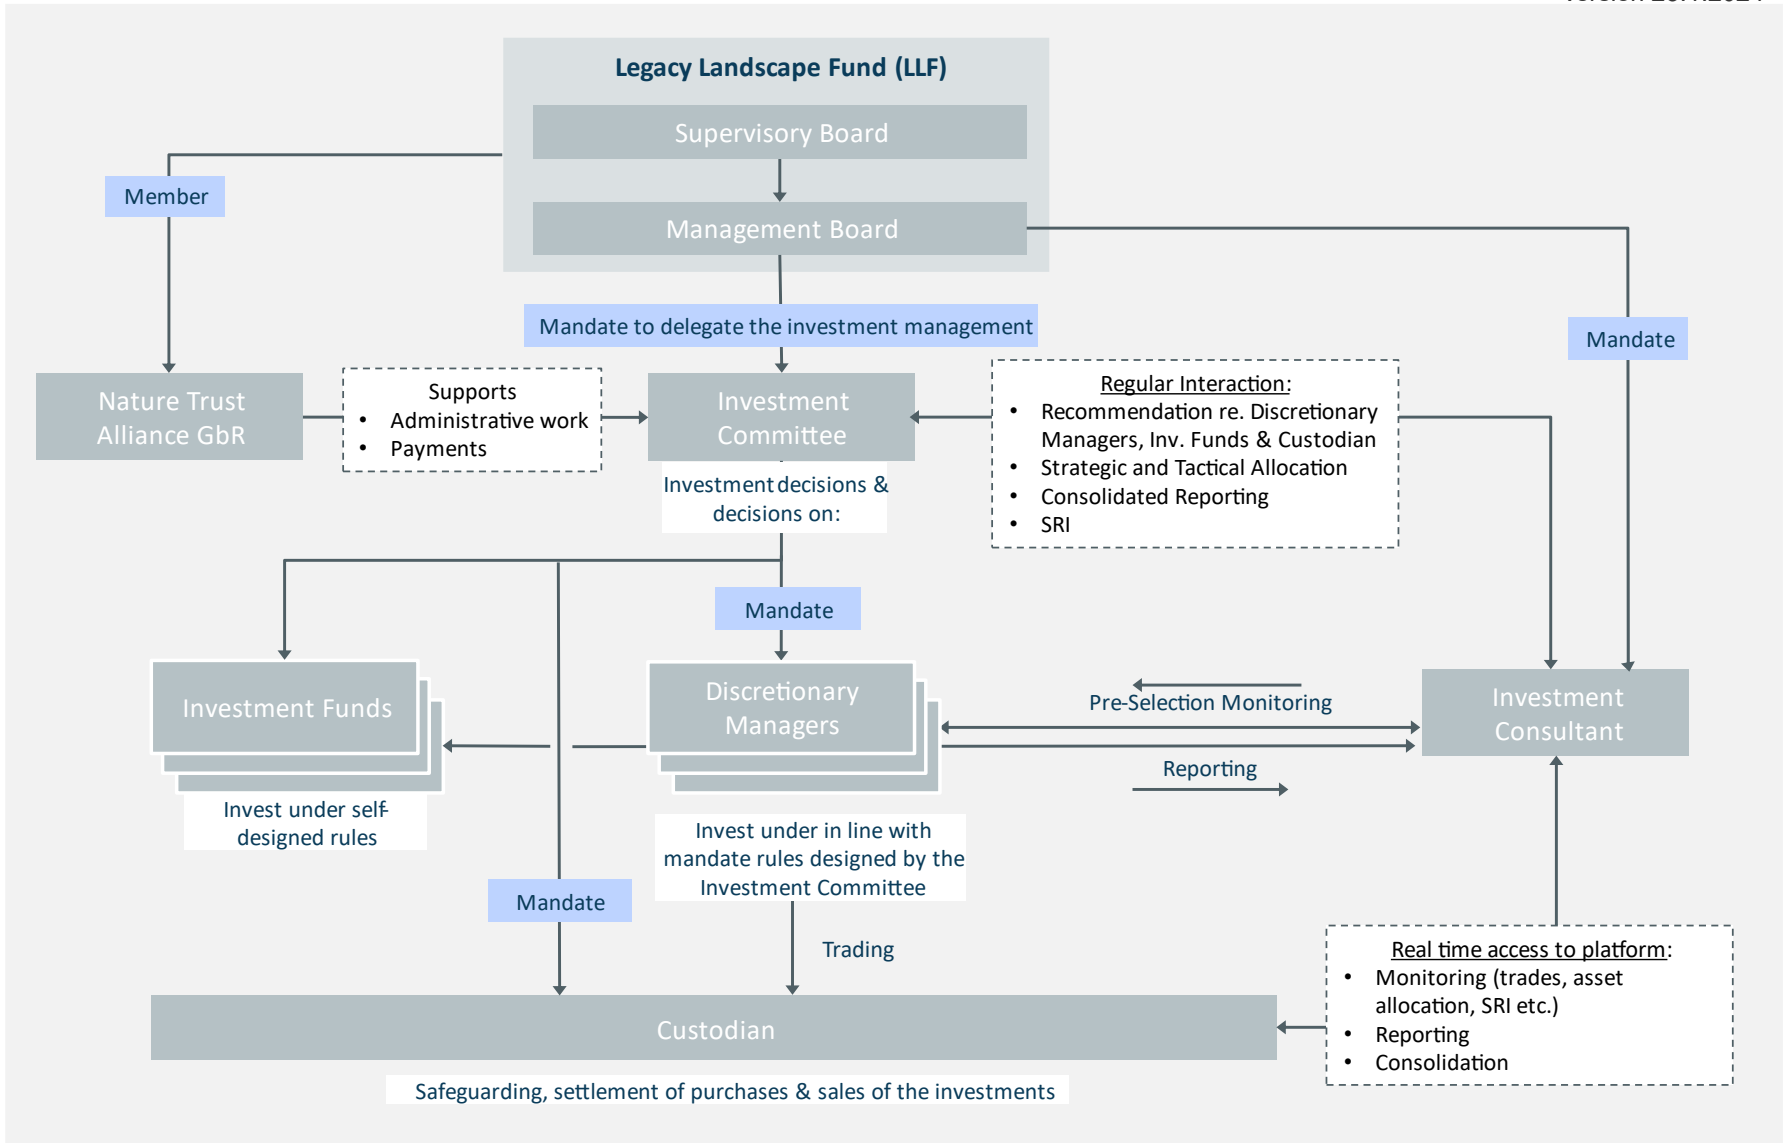 Legacy Landscape Fund (LLF)
Supervisory Board
Management Board
Member
Mandate to delegate the investment management
Mandate
Nature Trust
Alliance GbR
Supports
• Administrative work
• Payments
Investment
Committee
Regular Interaction:
• Recommendation re. Discretionary
Managers, Inv. Funds & Custodian
• Strategic and Tactical Allocation
• Consolidated Reporting
• SRI
Investment decisions &
decisions on:
Mandate
Investment Funds
Discretionary
Managers
Pre-Selection Monitoring
Reporting
Investment
Consultant
Invest under self-
designed rules
Invest under in line with
mandate rules designed by the
Investment Committee
Mandate
Trading
Real time access to platform:
• Monitoring (trades, asset
allocation, SRI etc.)
• Reporting
• Consolidation
Custodian
Safeguarding, settlement of purchases & sales of the investments